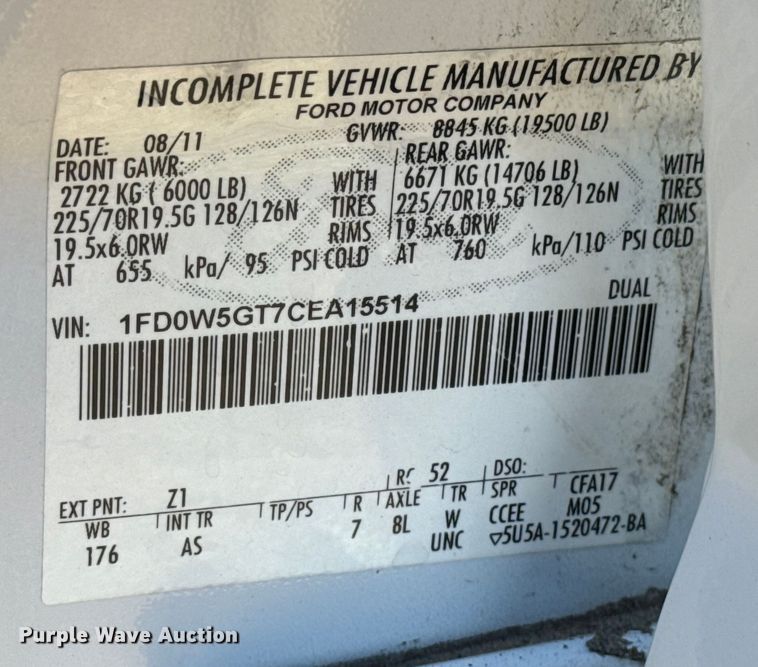 INCOMPLETE VEHICLE MANUFACTURED BY
FORD MOTOR COMPANY
DATE: 08/11 GVWR: 8845 KG (19500 LB)
FRONT GAWR: REAR GAWR:
2722 KG ( 6000 LB) WITH 6671 KG (14706 LB) WITH
225/70R19.5G 128/126N TIRES 225/70R19.5G 128/126N TIRES
19.5x6.0RW RIMS 19.5x6.0RW RIMS
AT 655 kPa/ 95 PSI COLD AT 760 kPa/110 PSI COLD
DUAL
VIN: 1FD0W5GT7CEA15514
EXT PNT: Z1 RC 52 DSO:
WB INT TR TP/PS R AXLE TR SPR CFA17
176 AS 7 8L W CCEE M05
UNC ▽5U5A-1520472-BA
Purple Wave Auction